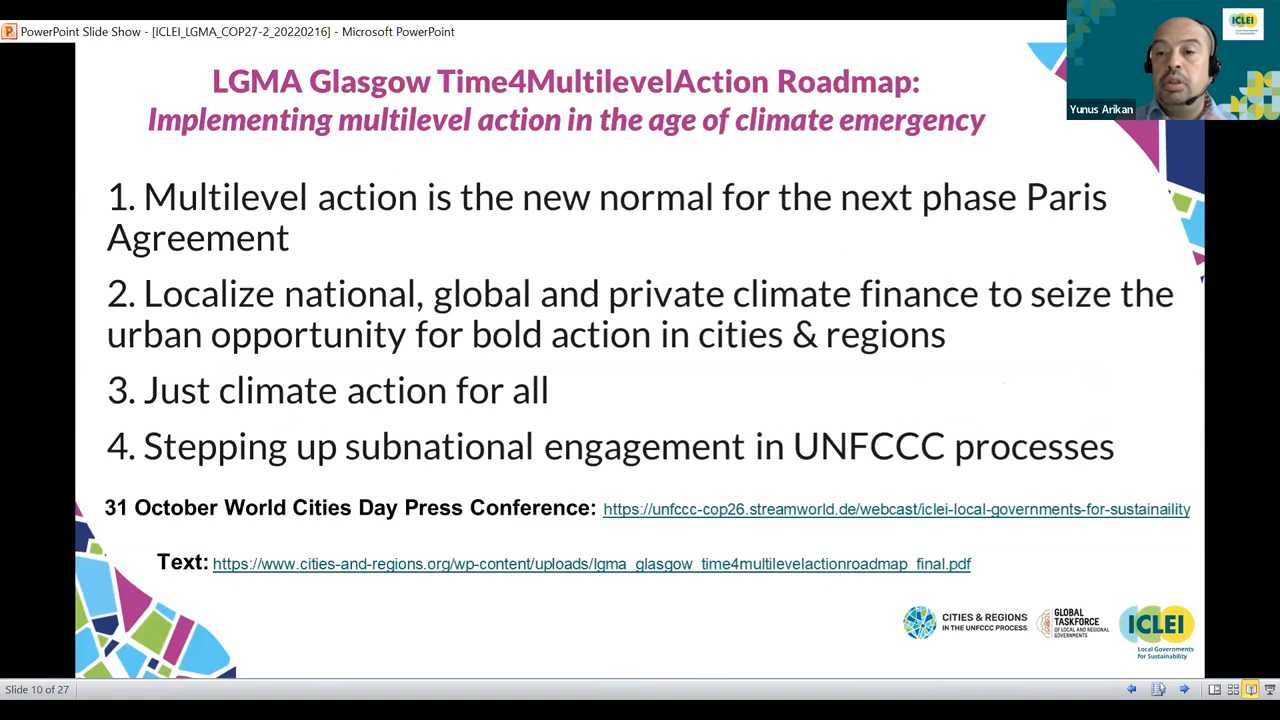 PowerPoint Slide Show - [ICLEI_LGMA_COP27-2_20220216] - Microsoft PowerPoint
ICLEI
Yunus Arikan
LGMA Glasgow Time4MultilevelAction Roadmap:
Implementing multilevel action in the age of climate emergency
1. Multilevel action is the new normal for the next phase Paris
Agreement
2. Localize national, global and private climate finance to seize the
urban opportunity for bold action in cities & regions
3. Just climate action for all
4. Stepping up subnational engagement in UNFCCC processes
31 October World Cities Day Press Conference: https://unfccc-cop26.streamworld.de/webcast/iclei-local-governments-for-sustainaility
Text: https://www.cities-and-regions.org/wp-content/uploads/lgma_glasgow_time4multilevelactionroadmap_final.pdf
CITIES & REGIONS
IN THE UNFCCC PROCESS
GLOBAL
TASKFORCE
OF LOCAL AND REGIONAL
GOVERNMENTS
ICLEI
Local Governments
for Sustainability
Slide 10 of 27